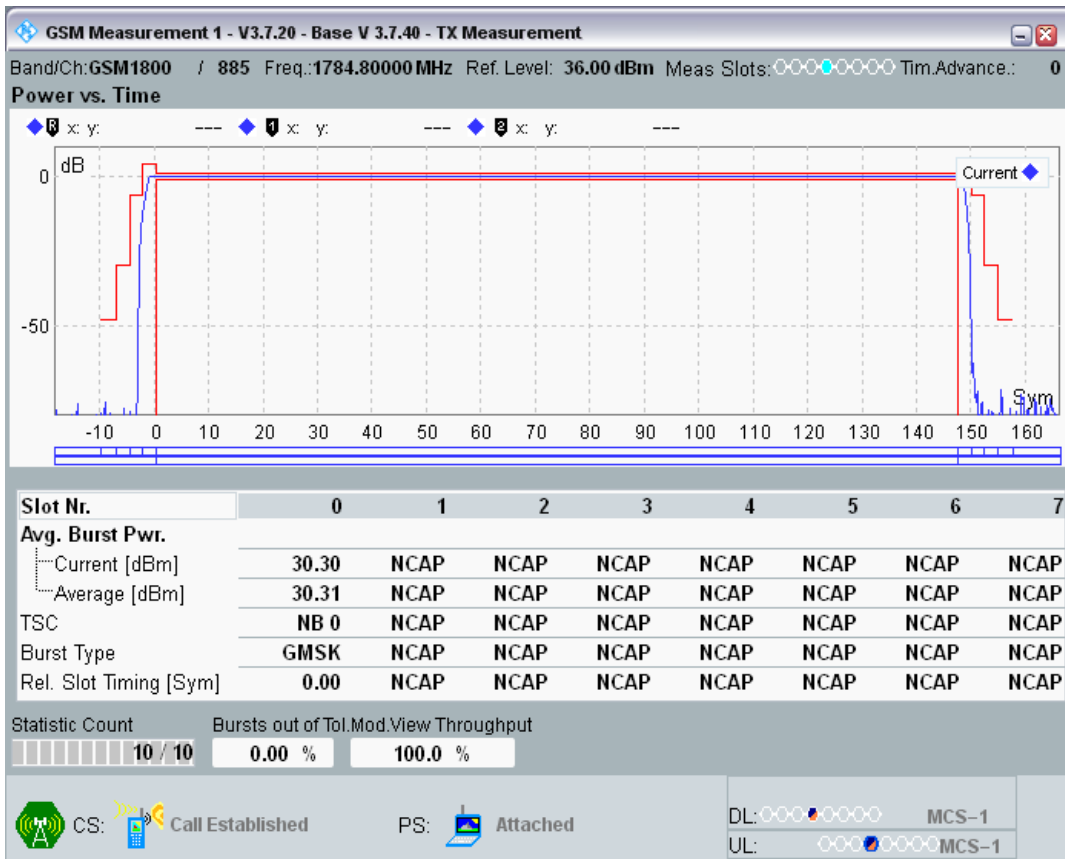 GSM Measurement 1 - V3.7.20 - Base V 3.7.40 - TX Measurement
Band/Ch:GSM1800 / 885 Freq.:1784.80000 MHz Ref. Level: 36.00 dBm Meas Slots: Tim.Advance.: 0
Power vs. Time
R x: y: --- 1 x: y: --- 2 x: y: ---
dB
Current
0
-50
Sym
-10 0 10 20 30 40 50 60 70 80 90 100 110 120 130 140 150 160
Slot Nr. 0 1 2 3 4 5 6 7
Avg. Burst Pwr.
Current [dBm] 30.30 NCAP NCAP NCAP NCAP NCAP NCAP NCAP
Average [dBm] 30.31 NCAP NCAP NCAP NCAP NCAP NCAP NCAP
TSC NB 0 NCAP NCAP NCAP NCAP NCAP NCAP NCAP
Burst Type GMSK NCAP NCAP NCAP NCAP NCAP NCAP NCAP
Rel. Slot Timing [Sym] 0.00 NCAP NCAP NCAP NCAP NCAP NCAP NCAP
Statistic Count Bursts out of Tol.Mod.View Throughput
10 / 10 0.00 % 100.0 %
CS: Call Established PS: Attached
DL: MCS-1
UL: MCS-1